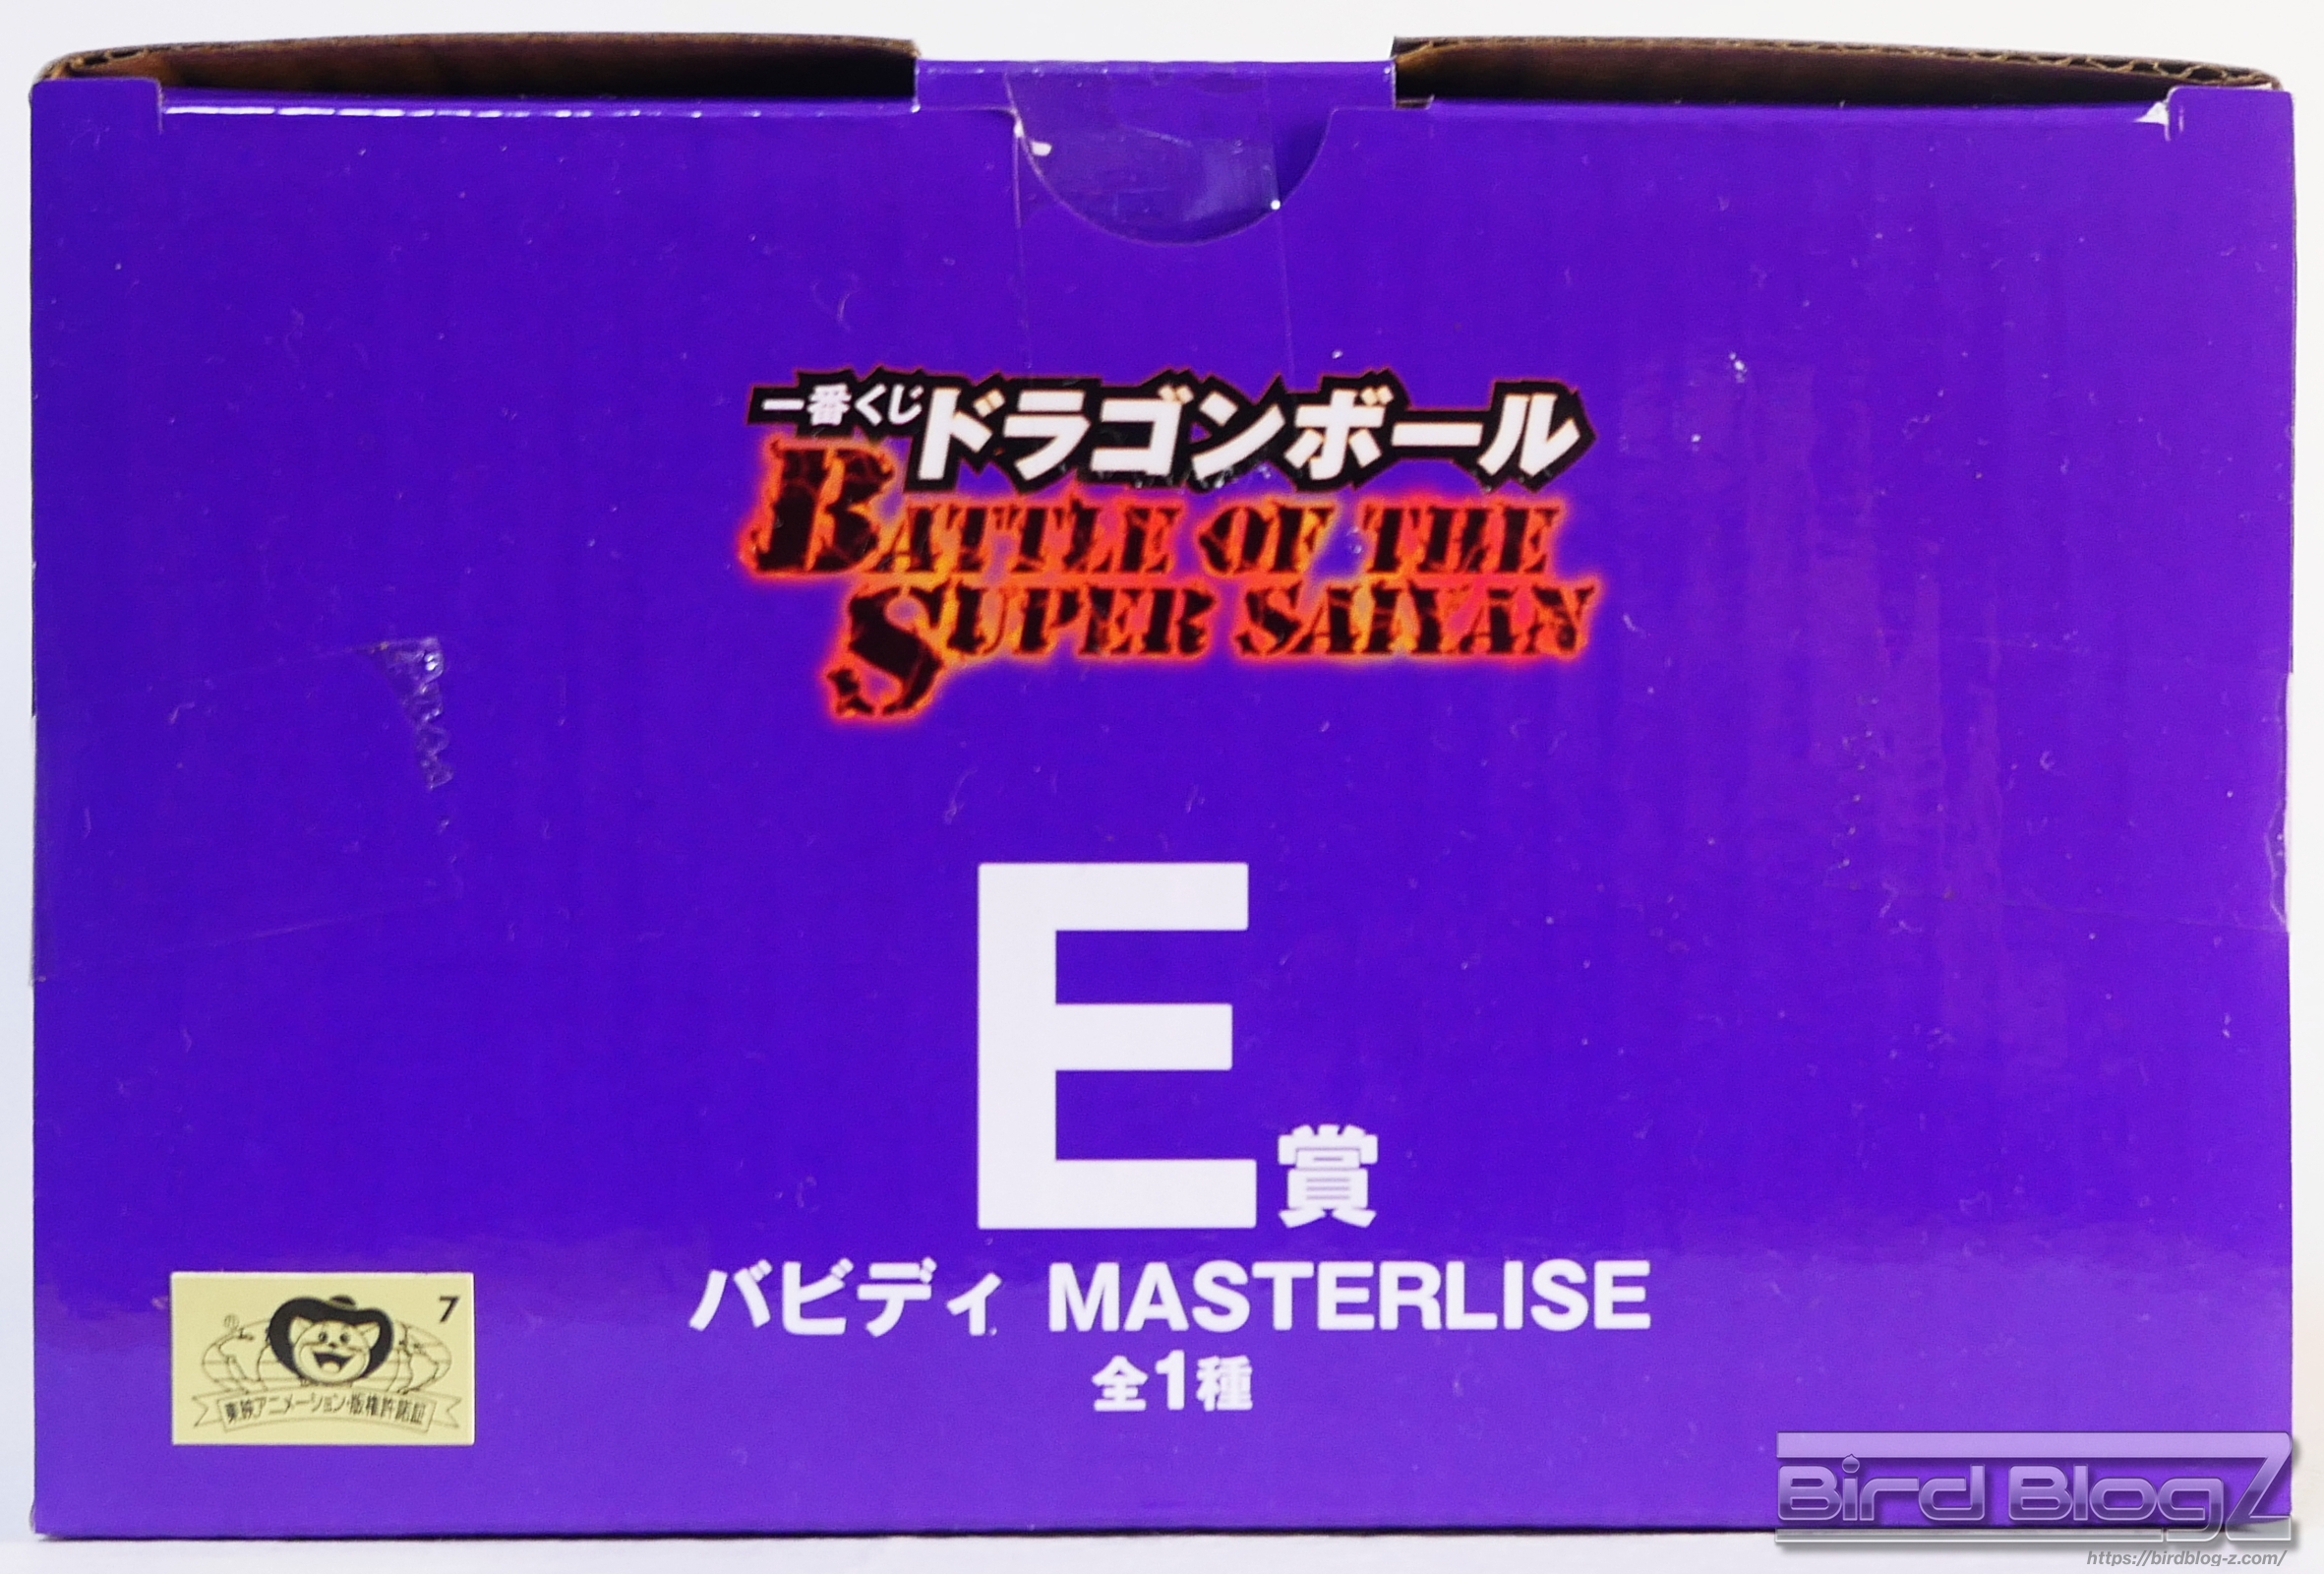 一番くじ ドラゴンボール
BATTLE OF THE
SUPER SAIYAN
E賞
バビディ MASTERLISE
全1種
7
東映アニメーション・版権許諾証
Bird BlogZ
https://birdblog-z.com/